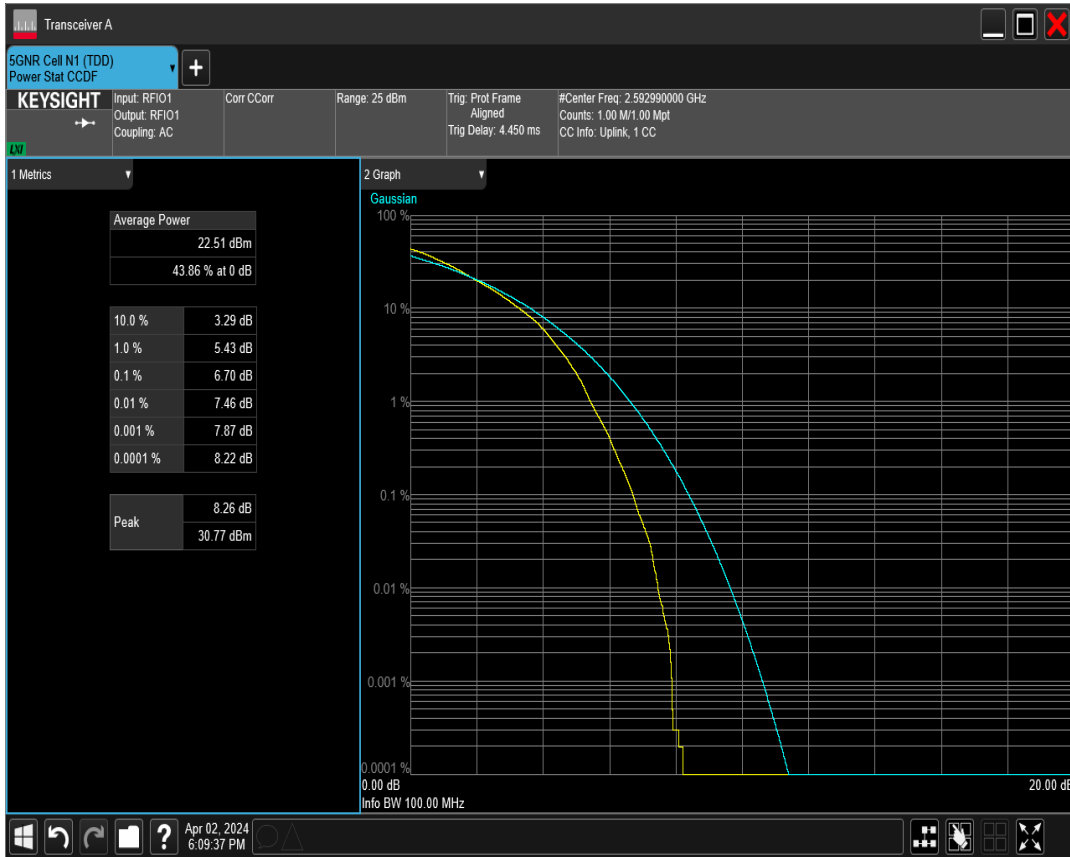 Transceiver A
5GNR Cell N1 (TDD)
Power Stat CCDF
KEYSIGHT
LXI
Input: RFIO1
Output: RFIO1
Coupling: AC
Corr CCorr
Range: 25 dBm
Trig: Prot Frame
Aligned
Trig Delay: 4.450 ms
#Center Freq: 2.592990000 GHz
Counts: 1.00 M/1.00 Mpt
CC Info: Uplink, 1 CC
1 Metrics
Average Power
22.51 dBm
43.86 % at 0 dB
10.0 % 3.29 dB
1.0 % 5.43 dB
0.1 % 6.70 dB
0.01 % 7.46 dB
0.001 % 7.87 dB
0.0001 % 8.22 dB
Peak
8.26 dB
30.77 dBm
2 Graph
Gaussian
100 %
10 %
1 %
0.1 %
0.01 %
0.001 %
0.0001 %
0.00 dB
20.00 dB
Info BW 100.00 MHz
?
Apr 02, 2024
6:09:37 PM